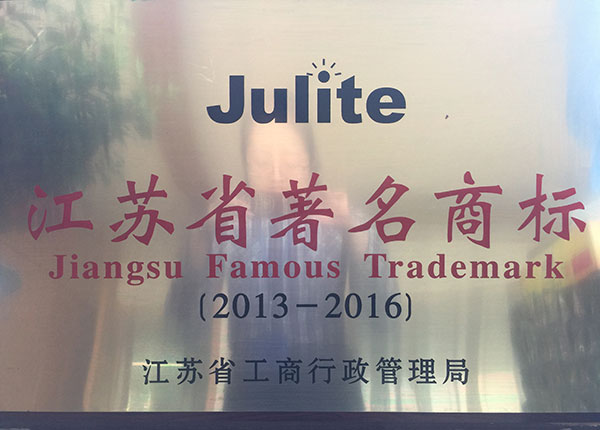 Julite
江苏省著名商标
Jiangsu Famous Trademark
(2013-2016)
江苏省工商行政管理局